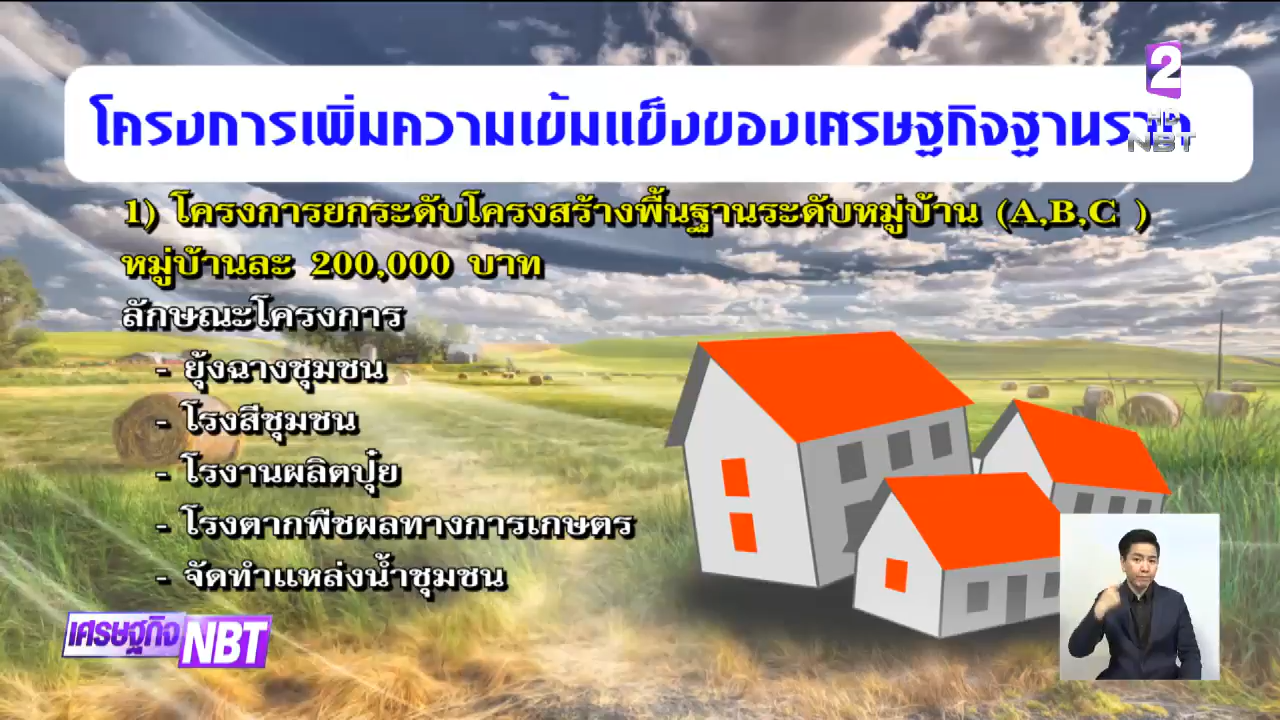 โครงการเพิ่มความเข้มแข็งของเศรษฐกิจฐานราก
2
HD
NBT
1) โครงการยกระดับโครงสร้างพื้นฐานระดับหมู่บ้าน (A,B,C )
หมู่บ้านละ 200,000 บาท
ลักษณะโครงการ
- ยุ้งฉางชุมชน
- โรงสีชุมชน
- โรงานผลิตปุ๋ย
- โรงตากพืชผลทางการเกษตร
- จัดทำแหล่งน้ำชุมชน
เศรษฐกิจ NBT